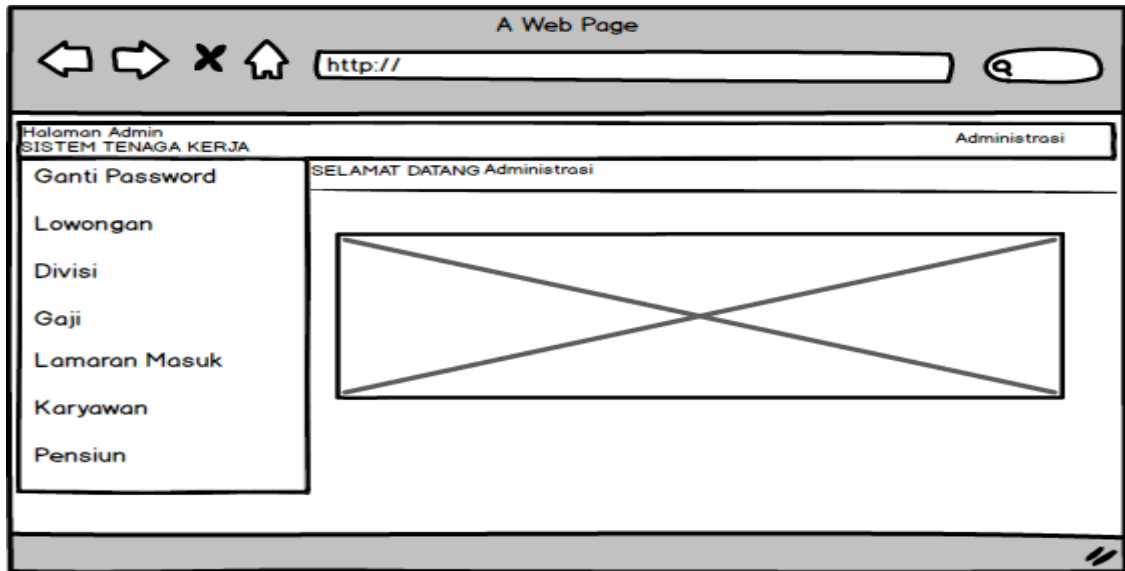 A Web Page
http://
Halaman Admin
SISTEM TENAGA KERJA
Administrasi
Ganti Password
SELAMAT DATANG Administrasi
Lowongan
Divisi
Gaji
Lamaran Masuk
Karyawan
Pensiun